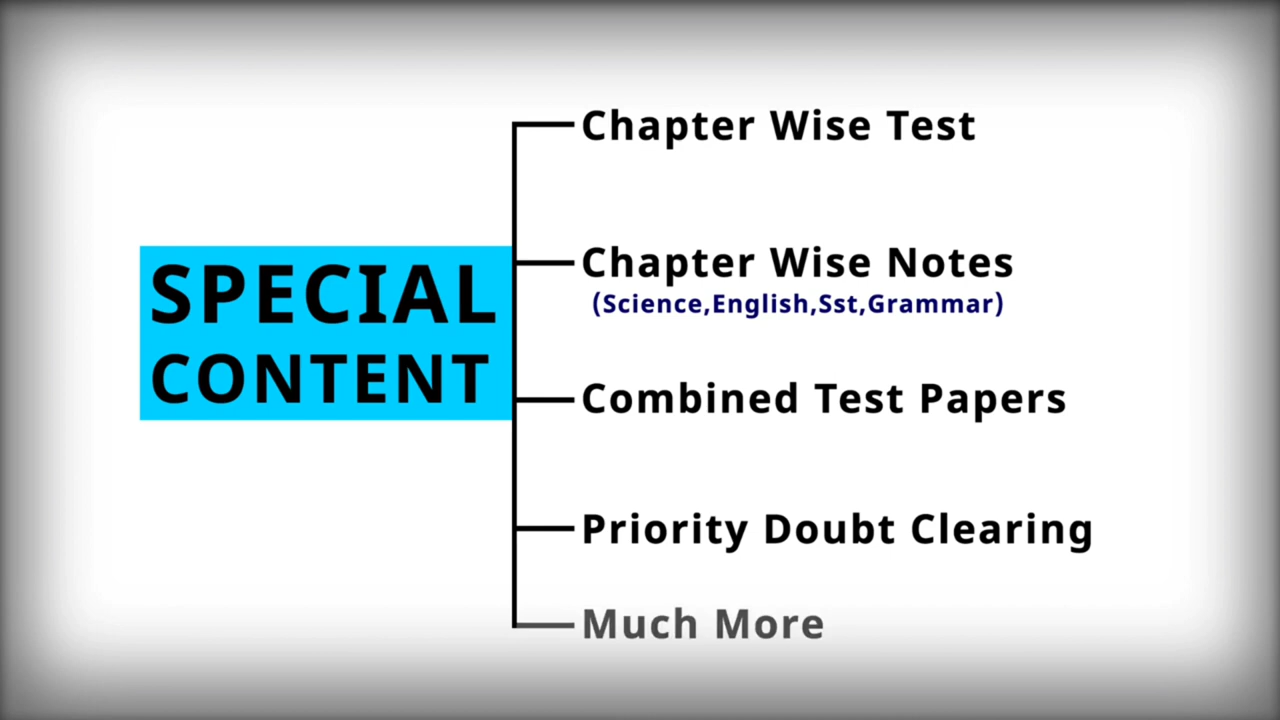 SPECIAL
CONTENT
Chapter Wise Test
Chapter Wise Notes
(Science,English,Sst,Grammar)
Combined Test Papers
Priority Doubt Clearing
Much More